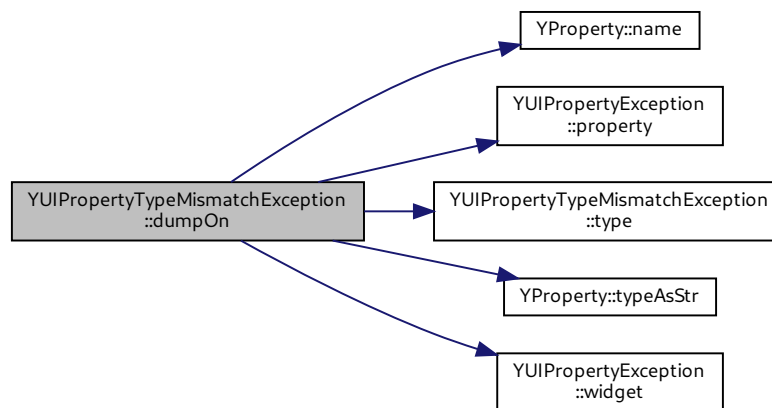 YProperty::name
YUIPropertyException
::property
YUIPropertyTypeMismatchException
::dumpOn
YUIPropertyTypeMismatchException
::type
YProperty::typeAsStr
YUIPropertyException
::widget